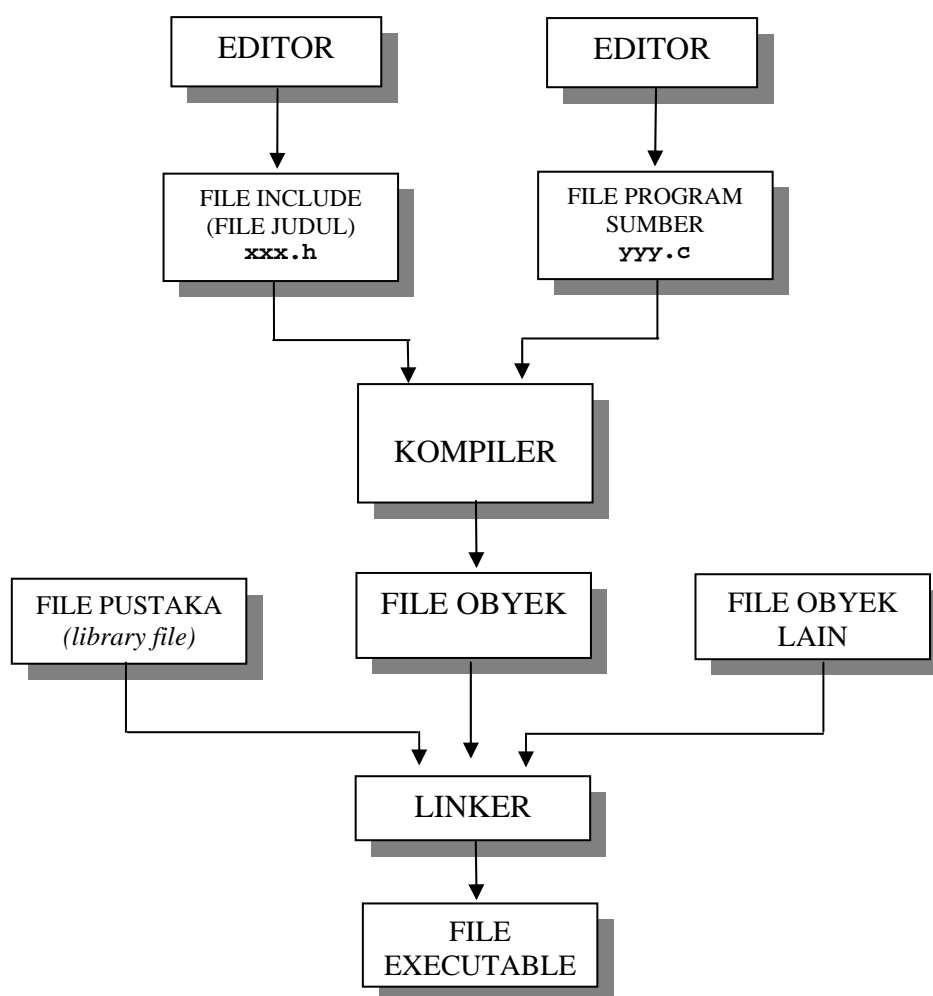 EDITOR
EDITOR
FILE INCLUDE
(FILE JUDUL)
xxx.h
FILE PROGRAM
SUMBER
yyy.c
KOMPILER
FILE PUSTAKA
(library file)
FILE OBYEK
FILE OBYEK
LAIN
LINKER
FILE
EXECUTABLE